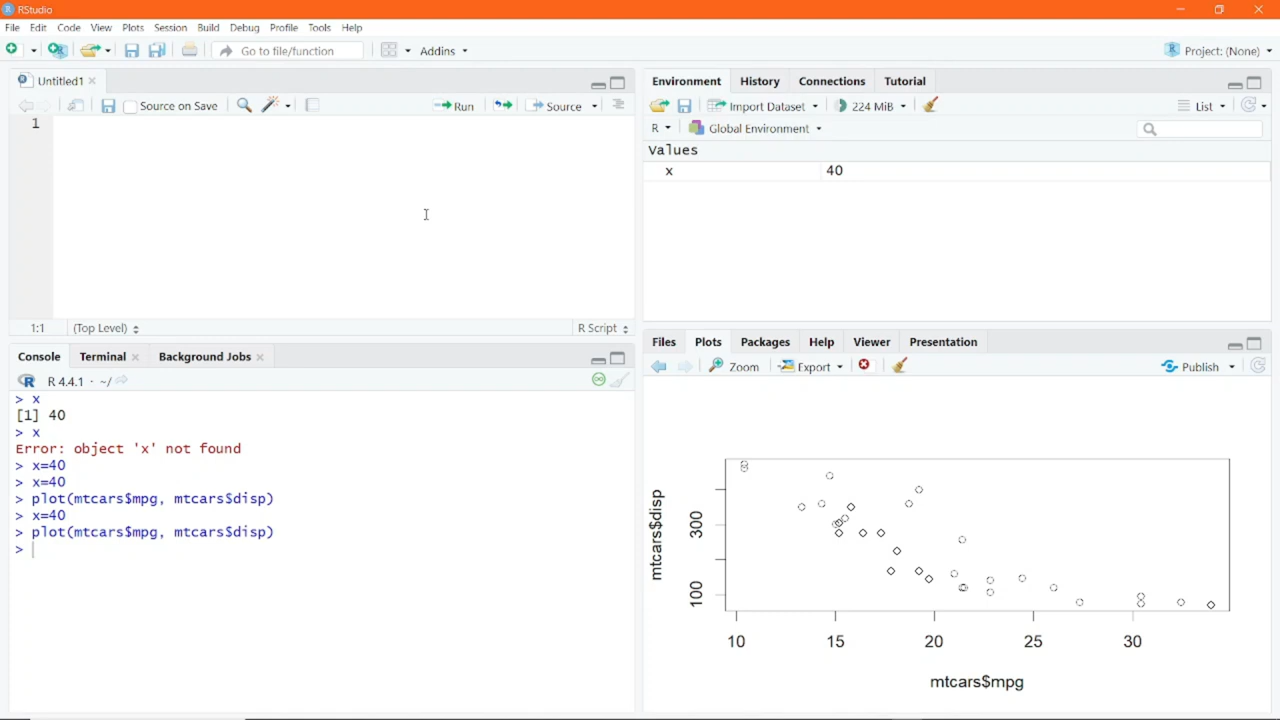 RStudio
File Edit Code View Plots Session Build Debug Profile Tools Help
Go to file/function Addins Project: (None)
Untitled1
Source on Save Run Source
1
1:1 (Top Level) R Script
Console Terminal Background Jobs
R 4.4.1 · ~/
> x
[1] 40
> x
Error: object 'x' not found
> x=40
> x=40
> plot(mtcars$mpg, mtcars$disp)
> x=40
> plot(mtcars$mpg, mtcars$disp)
>
Environment History Connections Tutorial
Import Dataset 224 MiB List
R Global Environment
Values
x 40
Files Plots Packages Help Viewer Presentation
Zoom Export Publish
mtcars$disp
300
100
10 15 20 25 30
mtcars$mpg